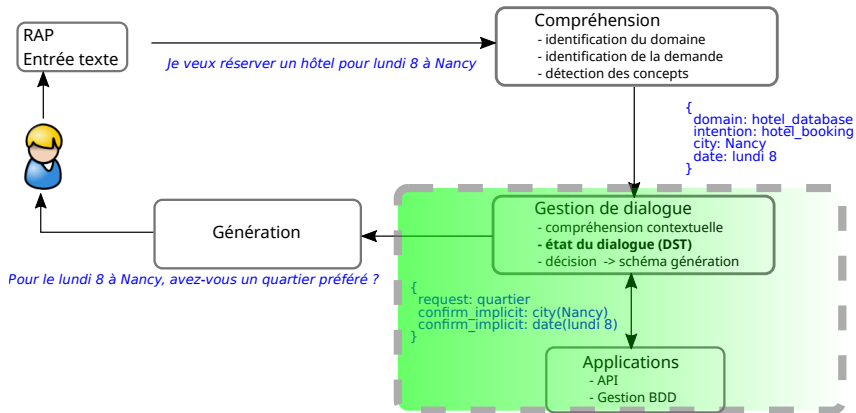 RAP
Entrée texte
Je veux réserver un hôtel pour lundi 8 à Nancy
Compréhension
- identification du domaine
- identification de la demande
- détection des concepts
{
domain: hotel_database
intention: hotel_booking
city: Nancy
date: lundi 8
}
Gestion de dialogue
- compréhension contextuelle
- état du dialogue (DST)
- décision -> schéma génération
Génération
Pour le lundi 8 à Nancy, avez-vous un quartier préféré ?
{
request: quartier
confirm_implicit: city(Nancy)
confirm_implicit: date(lundi 8)
}
Applications
- API
- Gestion BDD